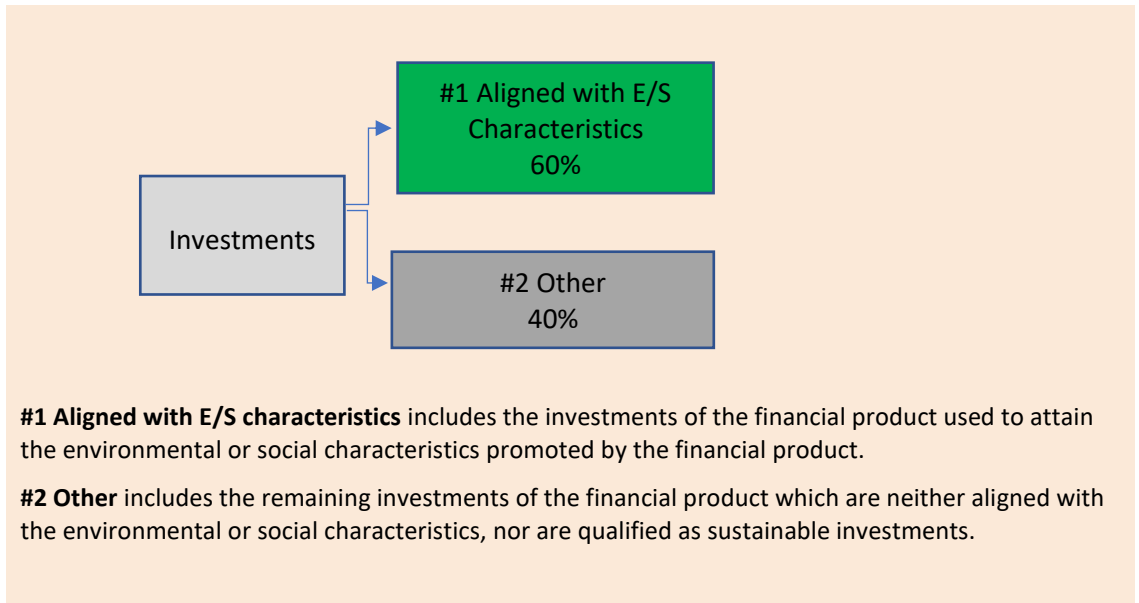 #1 Aligned with E/S
Characteristics
60%
Investments
#2 Other
40%
#1 Aligned with E/S characteristics includes the investments of the financial product used to attain
the environmental or social characteristics promoted by the financial product.
#2 Other includes the remaining investments of the financial product which are neither aligned with
the environmental or social characteristics, nor are qualified as sustainable investments.